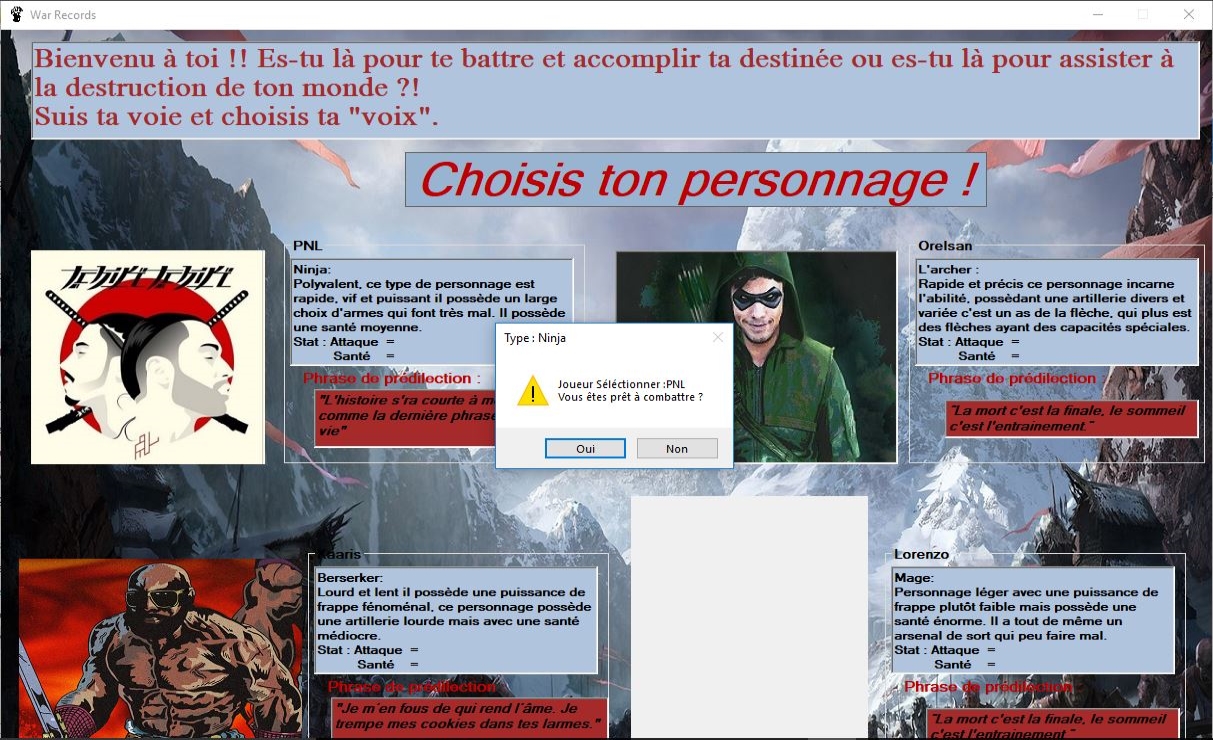 War Records
Bienvenu à toi !! Es-tu là pour te battre et accomplir ta destinée ou es-tu là pour assister à
la destruction de ton monde ?!
Suis ta voie et choisis ta "voix".
Choisis ton personnage !
PNL
Ninja:
Polyvalent, ce type de personnage est
rapide, vif et puissant il possède un large
choix d'armes qui font très mal. Il possède
une santé moyenne.
Stat : Attaque =
Santé =
Phrase de prédilection :
"L'histoire s'ra courte à
comme la dernière phrase
vie"
Orelsan
L'archer :
Rapide et précis ce personnage incarne
l'abilité, possèdant une artillerie divers et
variée c'est un as de la flèche, qui plus est
des flèches ayant des capacités spéciales.
Stat : Attaque =
Santé =
Phrase de prédilection :
"La mort c'est la finale, le sommeil
c'est l'entrainement."
Type : Ninja
Joueur Séléctionner :PNL
Vous êtes prêt à combattre ?
Oui
Non
Kaaris
Berserker:
Lourd et lent il possède une puissance de
frappe fénoménal, ce personnage possède
une artillerie lourde mais avec une santé
médiocre.
Stat : Attaque =
Santé =
Phrase de prédilection
"Je m'en fous de qui rend l'âme. Je
trempe mes cookies dans tes larmes."
Lorenzo
Mage:
Personnage léger avec une puissance de
frappe plutôt faible mais possède une
santé énorme. Il a tout de même un
arsenal de sort qui peu faire mal.
Stat : Attaque =
Santé =
Phrase de prédilection :
"La mort c'est la finale, le sommeil
c'est l'entrainement."